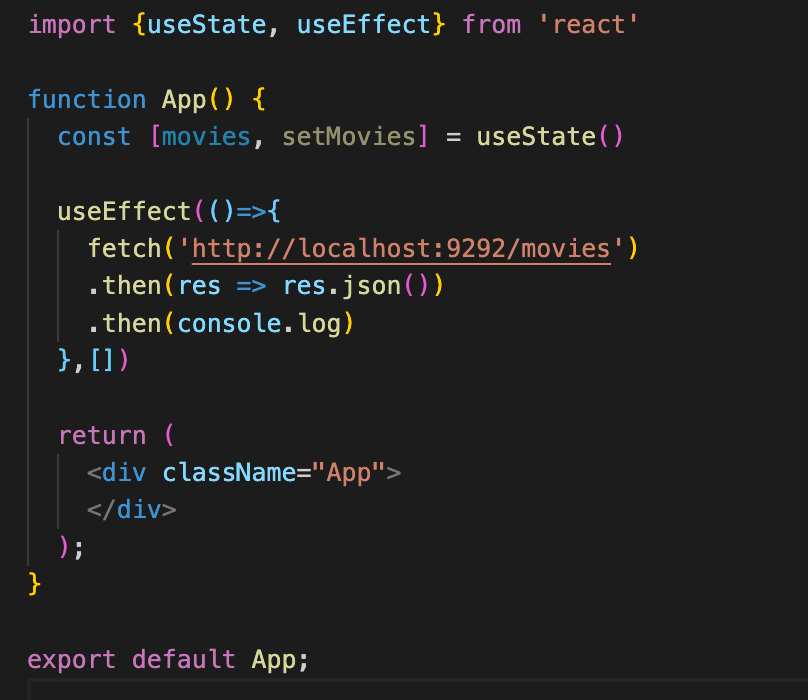 import {useState, useEffect} from 'react'
function App() {
const [movies, setMovies] = useState()
useEffect(()=>{
fetch('http://localhost:9292/movies')
.then(res => res.json())
.then(console.log)
},[])
return (
<div className="App">
</div>
);
}
export default App;